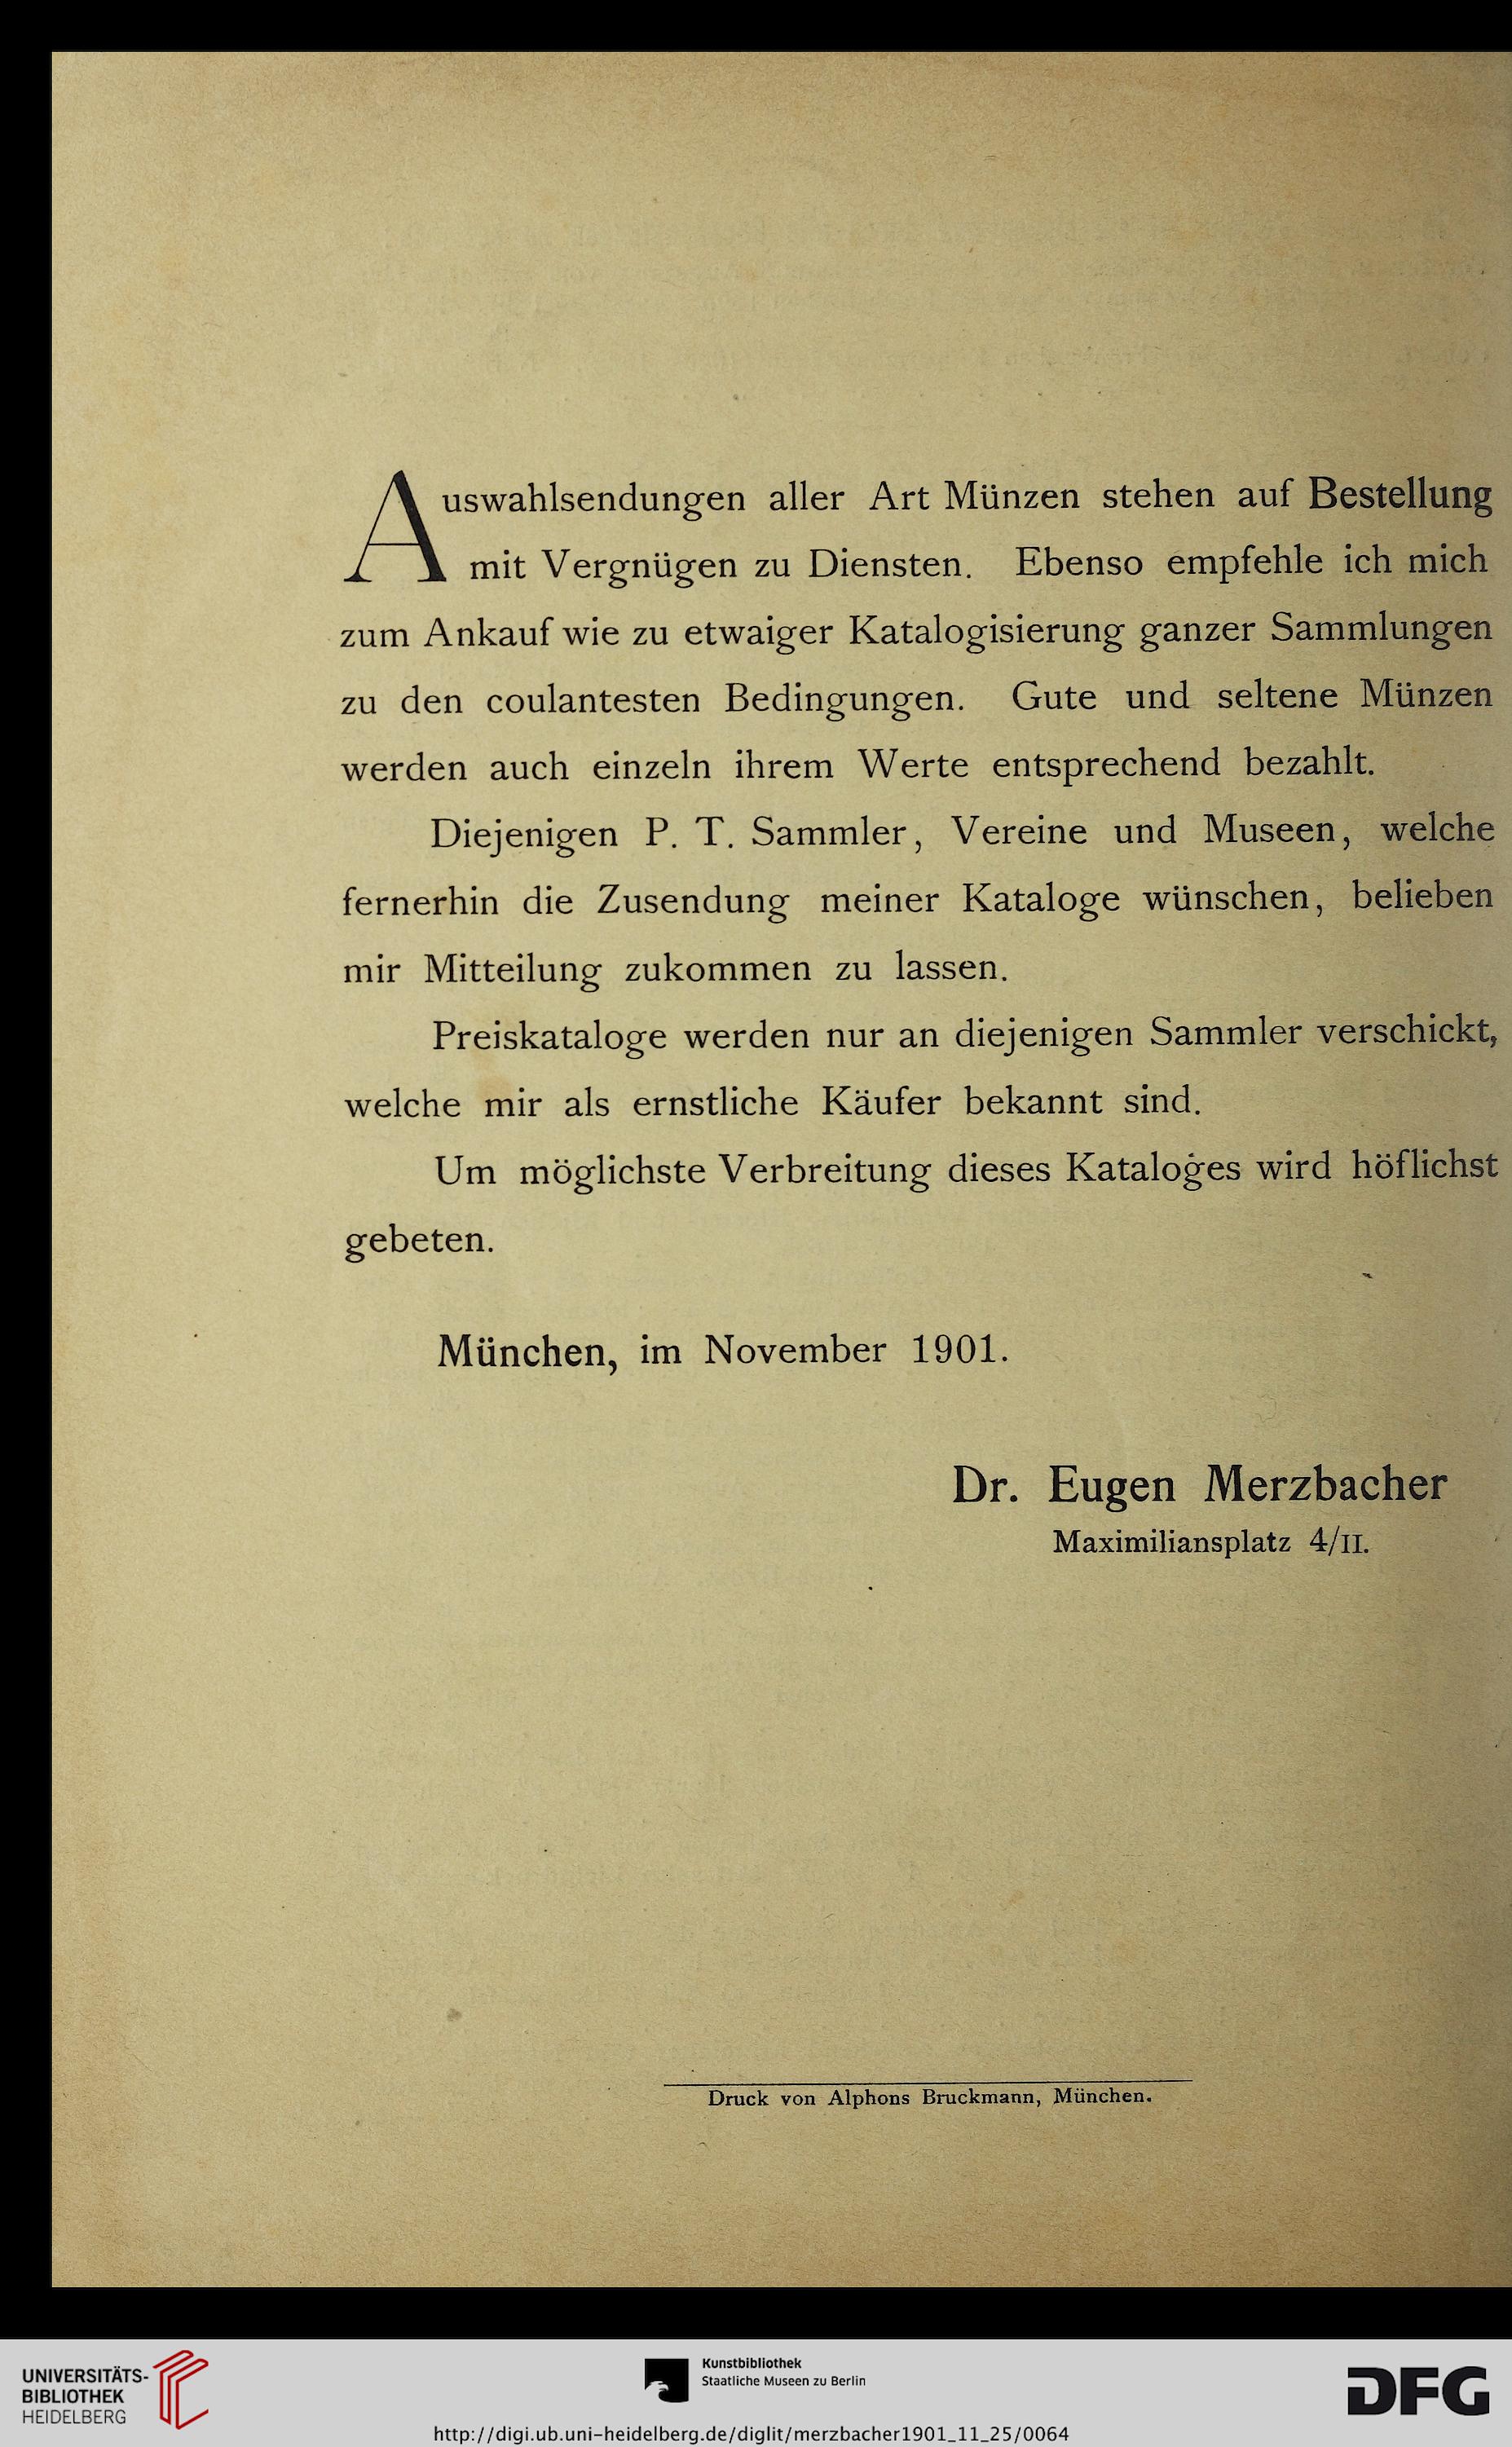 Auswahlsendungen aller Art Münzen stehen auf Bestellung
mit Vergnügen zu Diensten. Ebenso empfehle ich mich
zum Ankauf wie zu etwaiger Katalogisierung ganzer Sammlungen
zu den coulantesten Bedingungen. Gute und seltene Münzen
werden auch einzeln ihrem Werte entsprechend bezahlt.
Diejenigen P. T. Sammler, Vereine und Museen, welche
fernerhin die Zusendung meiner Kataloge wünschen, belieben
mir Mitteilung zukommen zu lassen.
Preiskataloge werden nur an diejenigen Sammler verschickt,
welche mir als ernstliche Käufer bekannt sind.
Um möglichste Verbreitung dieses Kataloges wird höflichst
gebeten.
München, im November 1901.
Dr. Eugen Merzbacher
Maximiliansplatz 4/II.
Druck von Alphons Bruckmann, München.
UNIVERSITÄTS-
BIBLIOTHEK
HEIDELBERG
Kunstbibliothek
Staatliche Museen zu Berlin
DFG
http://digi.ub.uni-heidelberg.de/diglit/merzbacher1901_11_25/0064